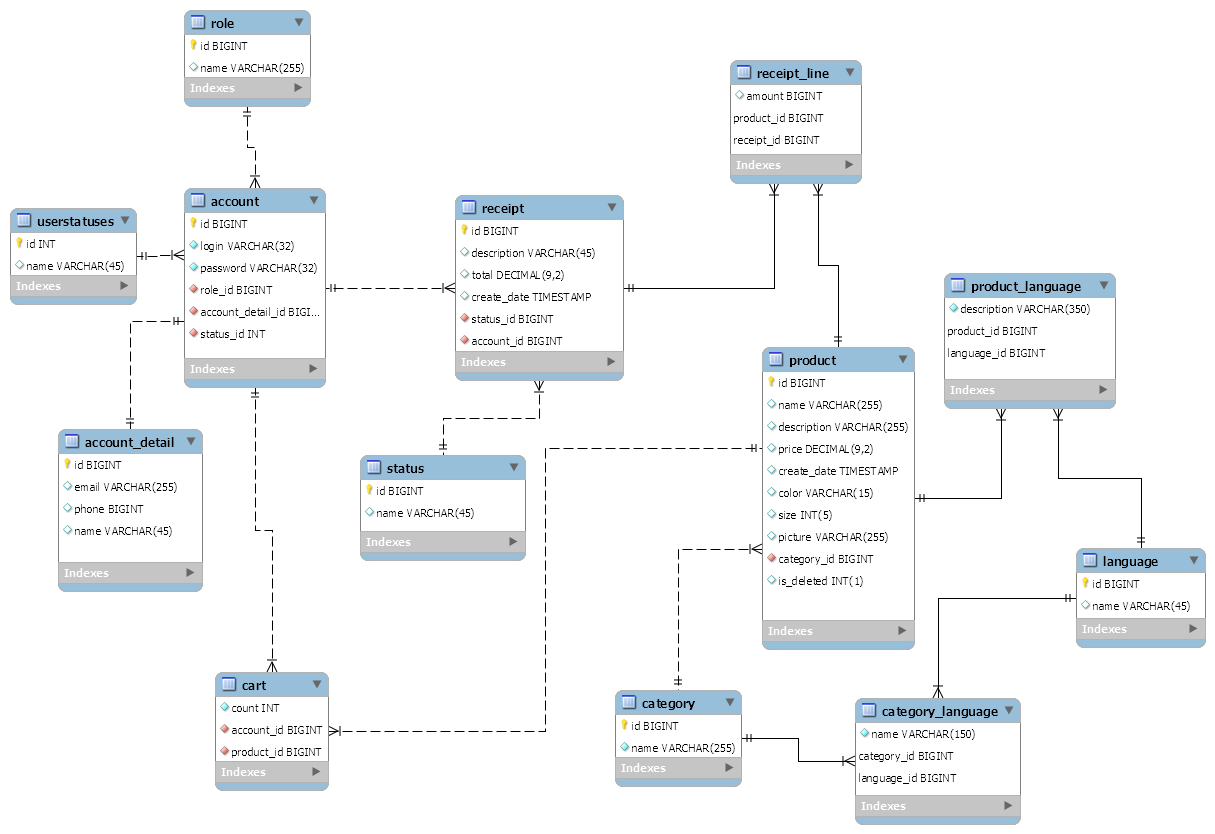 role
id BIGINT
name VARCHAR(255)
Indexes
receipt_line
amount BIGINT
product_id BIGINT
receipt_id BIGINT
Indexes
userstatuses
id INT
name VARCHAR(45)
Indexes
account
id BIGINT
login VARCHAR(32)
password VARCHAR(32)
role_id BIGINT
account_detail_id BIGI...
status_id INT
Indexes
receipt
id BIGINT
description VARCHAR(45)
total DECIMAL(9,2)
create_date TIMESTAMP
status_id BIGINT
account_id BIGINT
Indexes
product_language
description VARCHAR(350)
product_id BIGINT
language_id BIGINT
Indexes
product
id BIGINT
name VARCHAR(255)
description VARCHAR(255)
price DECIMAL(9,2)
create_date TIMESTAMP
color VARCHAR(15)
size INT(5)
picture VARCHAR(255)
category_id BIGINT
is_deleted INT(1)
Indexes
account_detail
id BIGINT
email VARCHAR(255)
phone BIGINT
name VARCHAR(45)
Indexes
status
id BIGINT
name VARCHAR(45)
Indexes
language
id BIGINT
name VARCHAR(45)
Indexes
cart
count INT
account_id BIGINT
product_id BIGINT
Indexes
category
id BIGINT
name VARCHAR(255)
Indexes
category_language
name VARCHAR(150)
category_id BIGINT
language_id BIGINT
Indexes